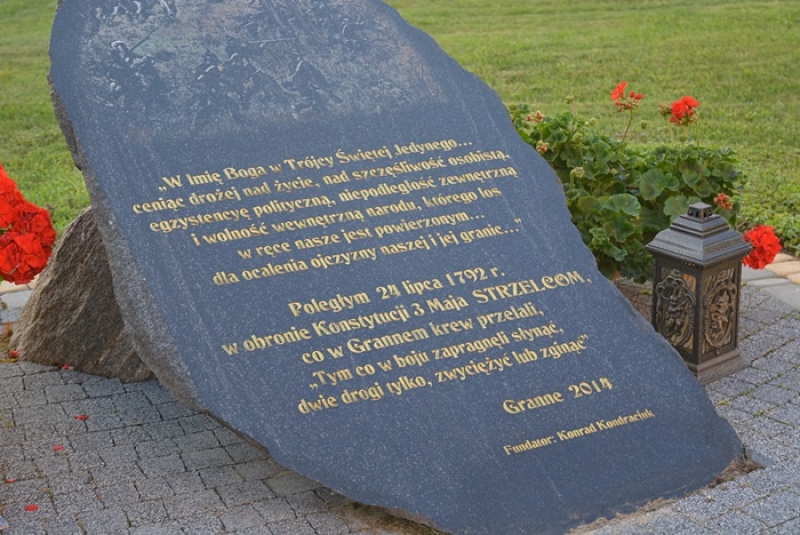 „W Imię Boga w Trójcy Świętej Jedynego...
ceniąc drożej nad życie, nad szczęśliwość osobistą,
egzystencyę polityczną, niepodległość zewnętrzną
i wolność wewnętrzną narodu, którego los
w ręce nasze jest powierzonym...
dla ocalenia ojczyzny naszej i jej granic..."
Poległym 24 lipca 1792 r.
w obronie Konstytucji 3 Maja STRZELCOM,
co w Grannem krew przelali,
„Tym co w boju zapragnęli słynąć,
dwie drogi tylko, zwyciężyć lub zginąć"
Granne 2014
Fundator: Konrad Kondraciuk